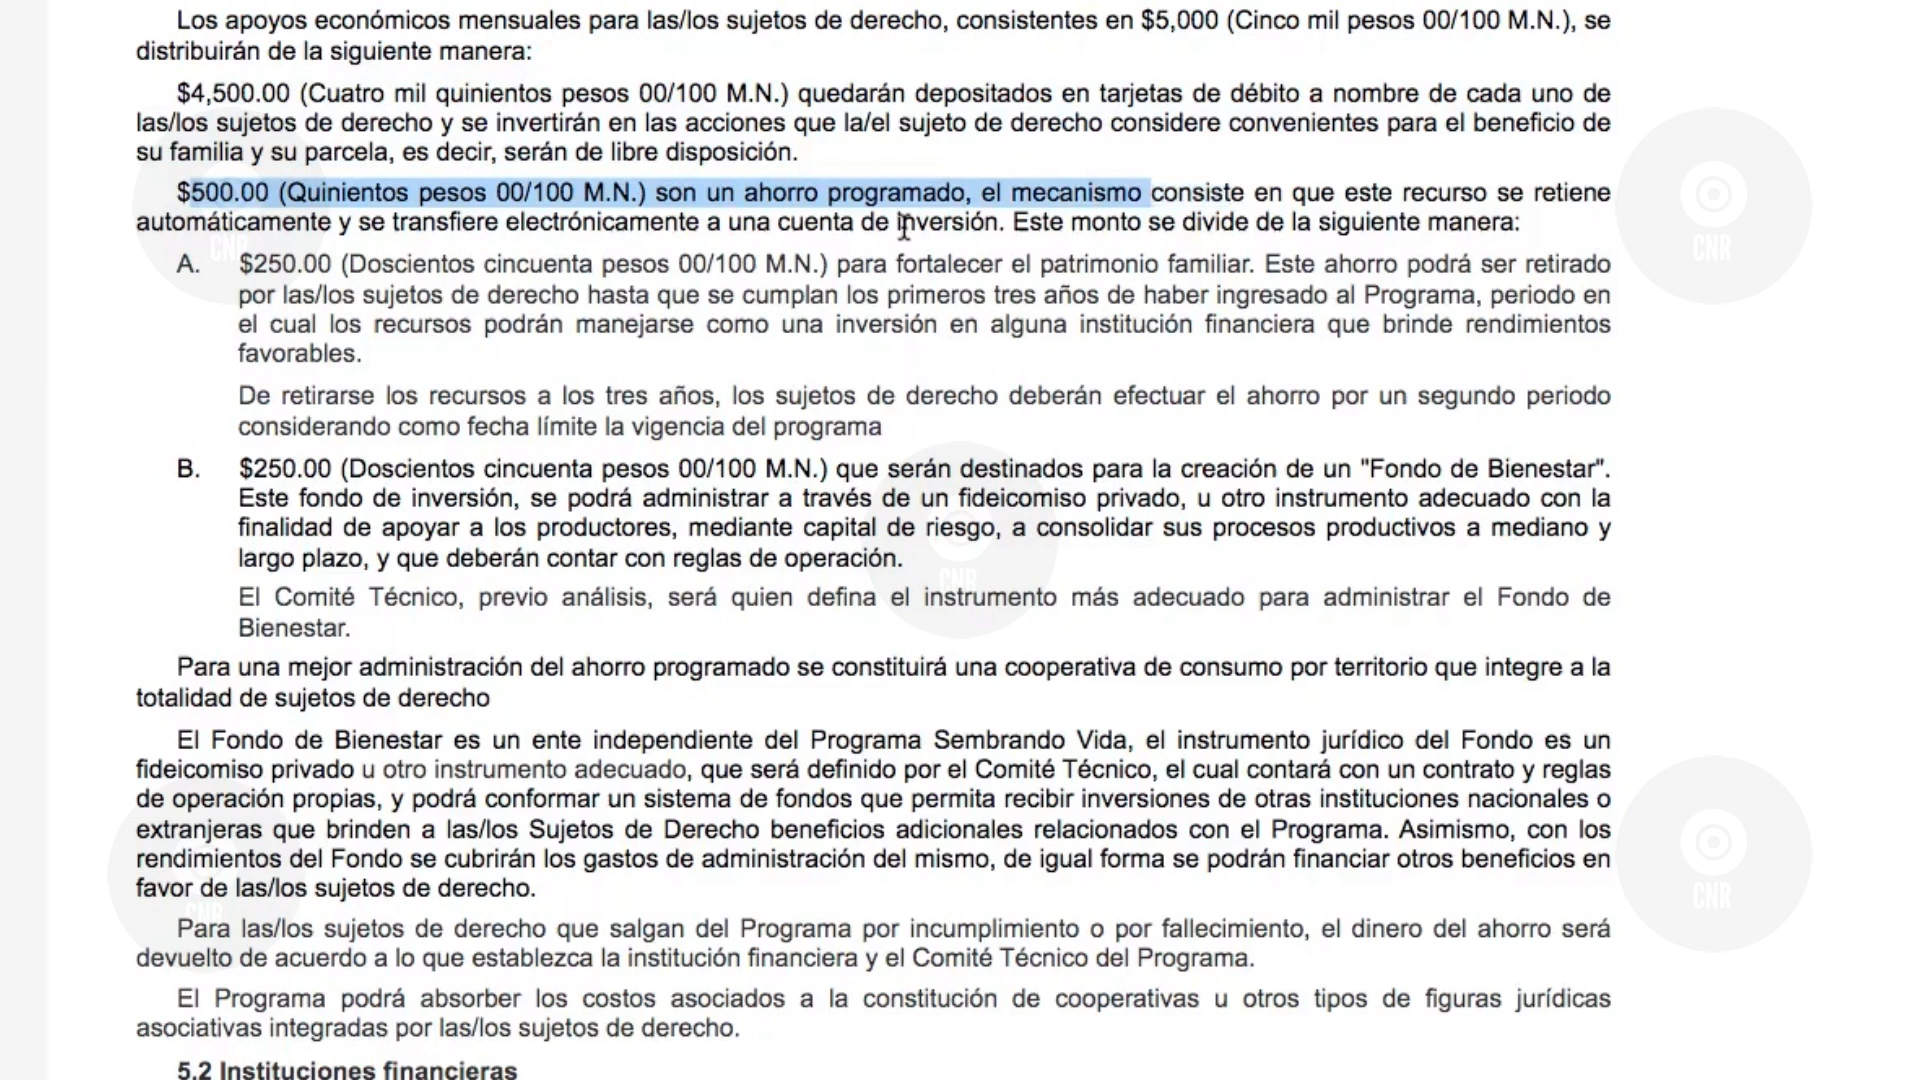 Los apoyos económicos mensuales para las/los sujetos de derecho, consistentes en $5,000 (Cinco mil pesos 00/100 M.N.), se
distribuirán de la siguiente manera:
$4,500.00 (Cuatro mil quinientos pesos 00/100 M.N.) quedarán depositados en tarjetas de débito a nombre de cada uno de
las/los sujetos de derecho y se invertirán en las acciones que la/el sujeto de derecho considere convenientes para el beneficio de
su familia y su parcela, es decir, serán de libre disposición.
$500.00 (Quinientos pesos 00/100 M.N.) son un ahorro programado, el mecanismo consiste en que este recurso se retiene
automáticamente y se transfiere electrónicamente a una cuenta de inversión. Este monto se divide de la siguiente manera:
A. $250.00 (Doscientos cincuenta pesos 00/100 M.N.) para fortalecer el patrimonio familiar. Este ahorro podrá ser retirado
por las/los sujetos de derecho hasta que se cumplan los primeros tres años de haber ingresado al Programa, periodo en
el cual los recursos podrán manejarse como una inversión en alguna institución financiera que brinde rendimientos
favorables.
De retirarse los recursos a los tres años, los sujetos de derecho deberán efectuar el ahorro por un segundo periodo
considerando como fecha límite la vigencia del programa
B. $250.00 (Doscientos cincuenta pesos 00/100 M.N.) que serán destinados para la creación de un "Fondo de Bienestar".
Este fondo de inversión, se podrá administrar a través de un fideicomiso privado, u otro instrumento adecuado con la
finalidad de apoyar a los productores, mediante capital de riesgo, a consolidar sus procesos productivos a mediano y
largo plazo, y que deberán contar con reglas de operación.
El Comité Técnico, previo análisis, será quien defina el instrumento más adecuado para administrar el Fondo de
Bienestar.
Para una mejor administración del ahorro programado se constituirá una cooperativa de consumo por territorio que integre a la
totalidad de sujetos de derecho
El Fondo de Bienestar es un ente independiente del Programa Sembrando Vida, el instrumento jurídico del Fondo es un
fideicomiso privado u otro instrumento adecuado, que será definido por el Comité Técnico, el cual contará con un contrato y reglas
de operación propias, y podrá conformar un sistema de fondos que permita recibir inversiones de otras instituciones nacionales o
extranjeras que brinden a las/los Sujetos de Derecho beneficios adicionales relacionados con el Programa. Asimismo, con los
rendimientos del Fondo se cubrirán los gastos de administración del mismo, de igual forma se podrán financiar otros beneficios en
favor de las/los sujetos de derecho.
Para las/los sujetos de derecho que salgan del Programa por incumplimiento o por fallecimiento, el dinero del ahorro será
devuelto de acuerdo a lo que establezca la institución financiera y el Comité Técnico del Programa.
El Programa podrá absorber los costos asociados a la constitución de cooperativas u otros tipos de figuras jurídicas
asociativas integradas por las/los sujetos de derecho.
5.2 Instituciones financieras
CNR
CNR
CNR
CNR
CNR